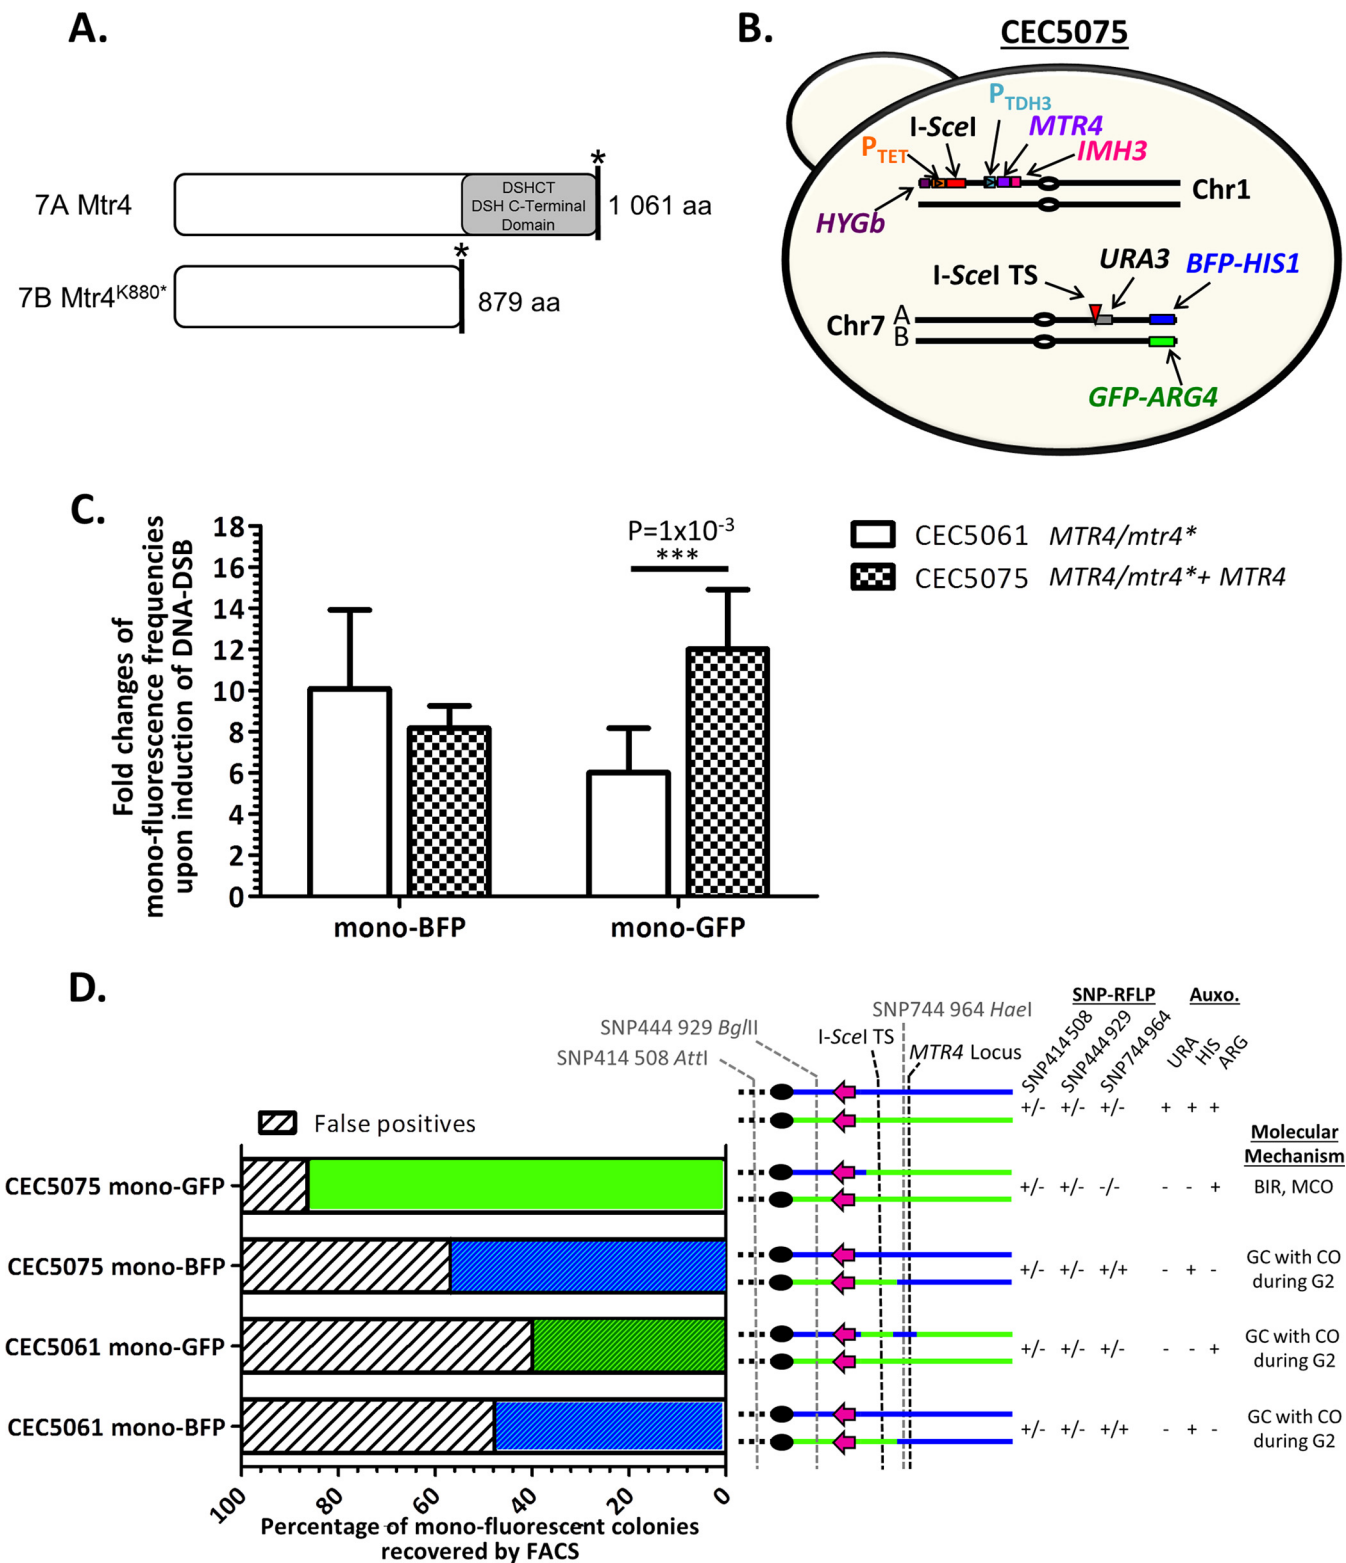 A.
7A Mtr4
DSHCT
DSH C-Terminal
Domain
*
1 061 aa
7B Mtr4K880*
*
879 aa
B.
CEC5075
PTDH3
I-SceI
MTR4
PTET
IMH3
HYGb
Chr1
URA3
BFP-HIS1
I-SceI TS
Chr7
A
B
GFP-ARG4
C.
Fold changes of
mono-fluorescence frequencies
upon induction of DNA-DSB
18
16
14
12
10
8
6
4
2
0
P=1x10-3
***
mono-BFP
mono-GFP
CEC5061 MTR4/mtr4*
CEC5075 MTR4/mtr4*+ MTR4
D.
SNP744 964 HaeI
SNP444 929 BglII
SNP414 508 AttI
I-SceI TS
MTR4 Locus
SNP-RFLP
Auxo.
SNP414 508
SNP444 929
SNP744 964
URA
HIS
ARG
+/- +/- +/- + + +
False positives
Molecular
Mechanism
CEC5075 mono-GFP
+/- +/- -/- - - +
BIR, MCO
CEC5075 mono-BFP
+/- +/- +/+ - + -
GC with CO
during G2
CEC5061 mono-GFP
+/- +/- +/- - - +
GC with CO
during G2
CEC5061 mono-BFP
+/- +/- +/+ - + -
GC with CO
during G2
100
80
60
40
20
0
Percentage of mono-fluorescent colonies
recovered by FACS